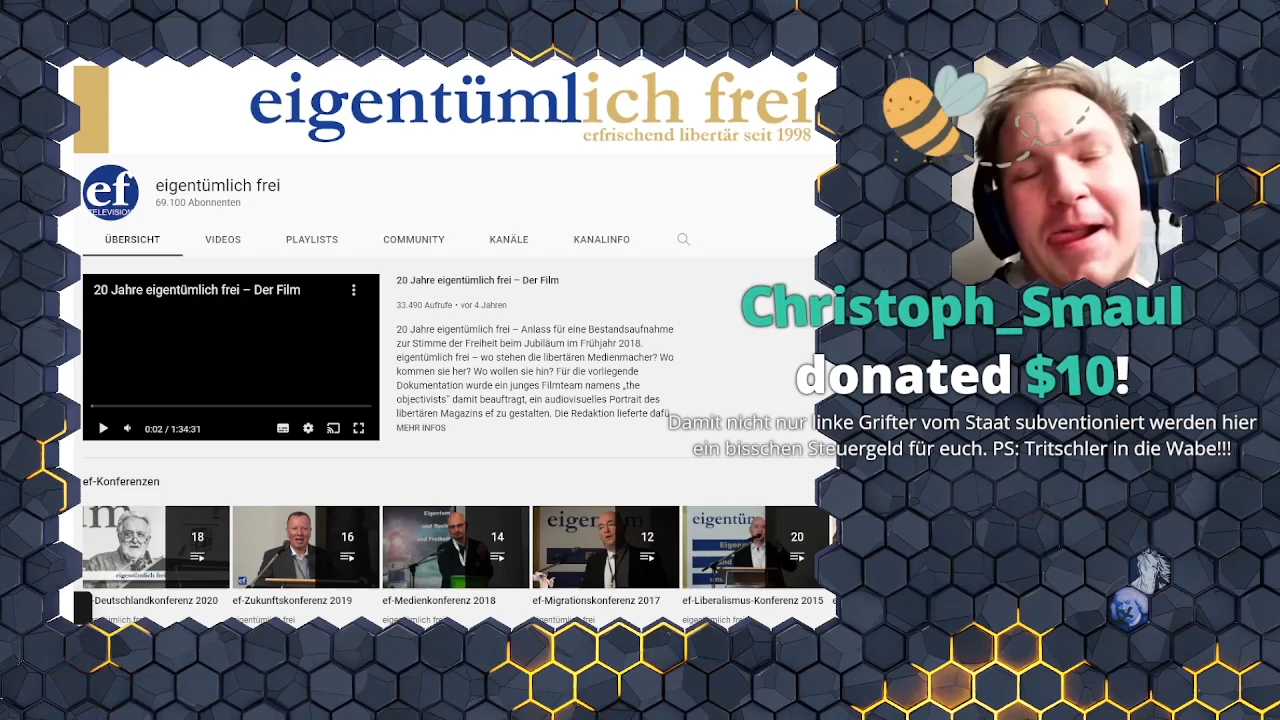 eigentümlich frei
erfrischend libertär seit 1998
ef
TELEVISION
eigentümlich frei
69.100 Abonnenten
ÜBERSICHT VIDEOS PLAYLISTS COMMUNITY KANÄLE KANALINFO
20 Jahre eigentümlich frei – Der Film
0:02 / 1:34:31
20 Jahre eigentümlich frei – Der Film
33.490 Aufrufe • vor 4 Jahren
20 Jahre eigentümlich frei – Anlass für eine Bestandsaufnahme
zur Stimme der Freiheit beim Jubiläum im Frühjahr 2018.
eigentümlich frei – wo stehen die libertären Medienmacher? Wo
kommen sie her? Wo wollen sie hin? Für die vorliegende
Dokumentation wurde ein junges Filmteam namens „the
objectivists“ damit beauftragt, ein audiovisuelles Portrait des
libertären Magazins ef zu gestalten. Die Redaktion lieferte dafü
MEHR INFOS
Christoph_Smaul
donated $10!
Damit nicht nur linke Grifter vom Staat subventioniert werden hier
ein bisschen Steuergeld für euch. PS: Tritschler in die Wabe!!!
ef-Konferenzen
18 16 14 12 20
-Deutschlandkonferenz 2020 ef-Zukunftskonferenz 2019 ef-Medienkonferenz 2018 ef-Migrationskonferenz 2017 ef-Liberalismus-Konferenz 2015